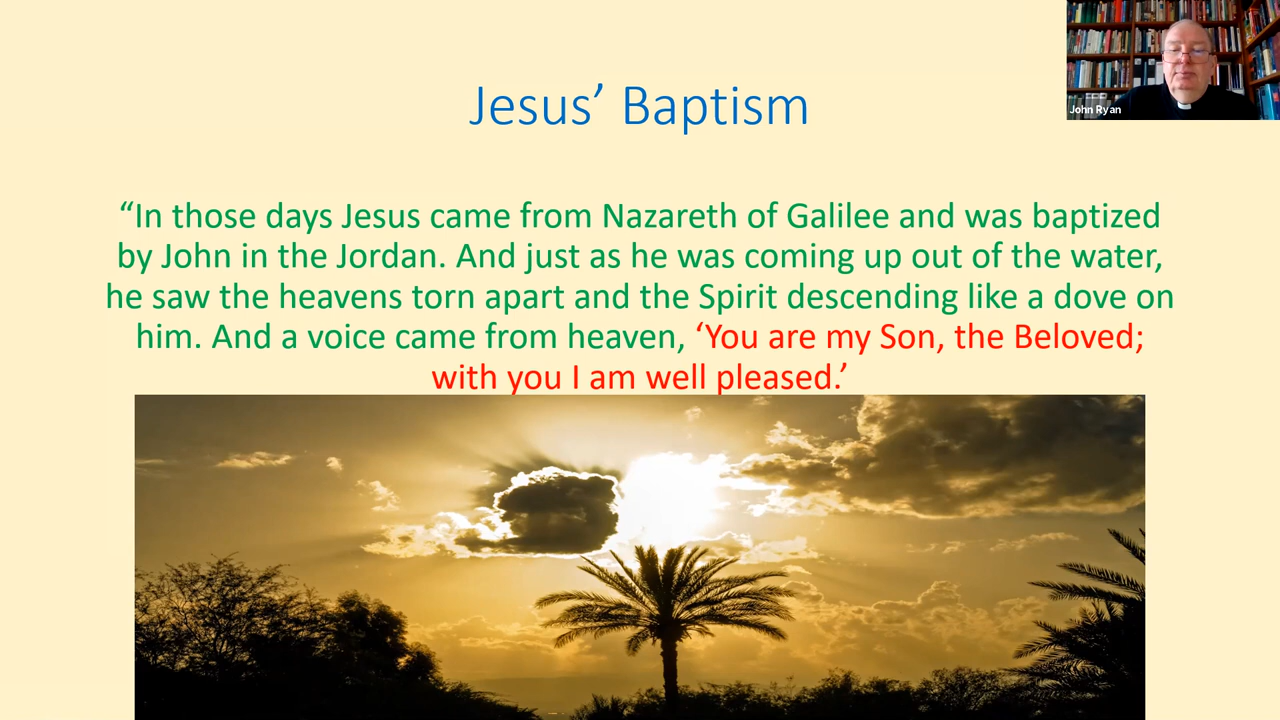 Jesus’ Baptism
John Ryan
“In those days Jesus came from Nazareth of Galilee and was baptized
by John in the Jordan. And just as he was coming up out of the water,
he saw the heavens torn apart and the Spirit descending like a dove on
him. And a voice came from heaven, ‘You are my Son, the Beloved;
with you I am well pleased.’